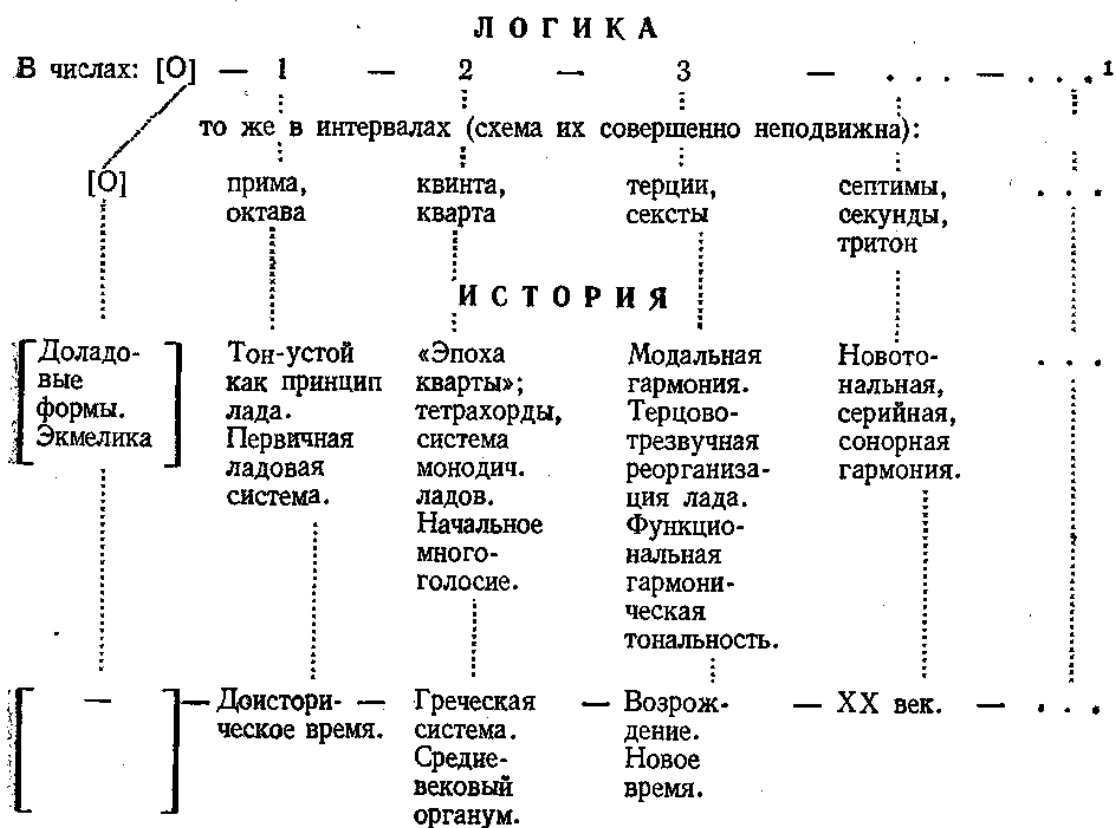 ЛОГИКА
В числах: [О] — 1 — 2 — 3 — . . . — . . . 1
то же в интервалах (схема их совершенно неподвижна):
[О] прима, квинта, терции, септимы, . . .
октава кварта сексты секунды,
тритон
ИСТОРИЯ
Доладо- Тон-устой «Эпоха Модальная Новото- . . .
вые как принцип кварты»; гармония. нальная,
формы. лада. тетрахорды, Терцово- серийная,
Экмелика Первичная система трезвучная сонорная
ладовая монодич. реорганиза- гармония.
система. ладов. ция лада.
Начальное Функцио-
много- нальная
голосие. гармони-
ческая
тональность.
[ — ] — Доистори- — Греческая — Возрож- — XX век. — . . .
ческое время. система. дение.
Средне- Новое
вековый время.
органум.